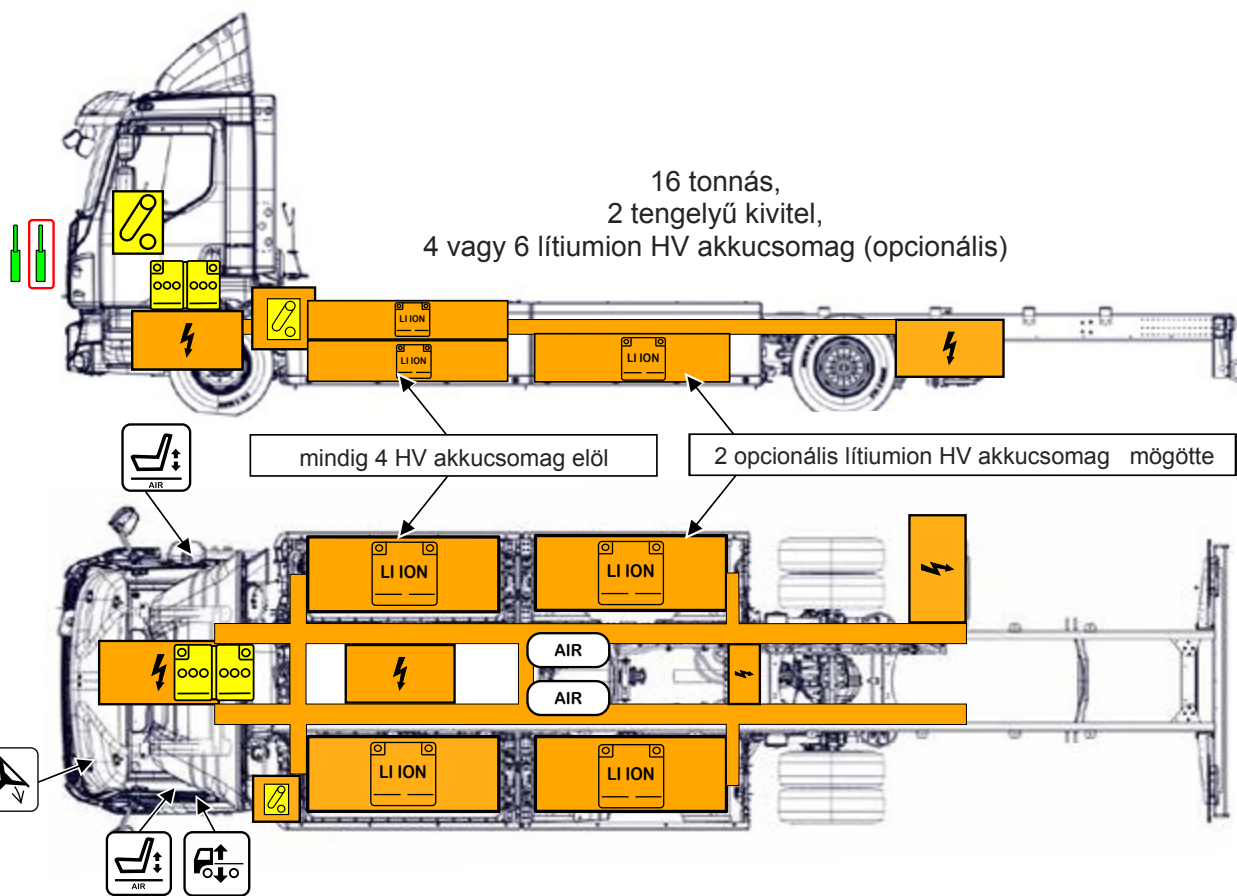 16 tonnás,
2 tengelyű kivitel,
4 vagy 6 lítiumion HV akkucsomag (opcionális)
LI ION
LI ION
LI ION
mindig 4 HV akkucsomag elöl
2 opcionális lítiumion HV akkucsomag mögötte
AIR
LI ION
LI ION
AIR
AIR
LI ION
LI ION
AIR